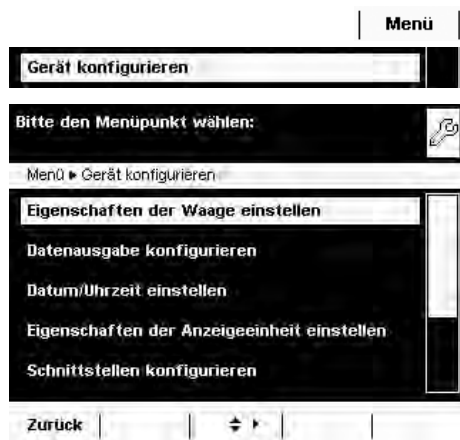 Menü
Gerät konfigurieren
Bitte den Menüpunkt wählen:
Menü ▸ Gerät konfigurieren
Eigenschaften der Waage einstellen
Datenausgabe konfigurieren
Datum/Uhrzeit einstellen
Eigenschaften der Anzeigeeinheit einstellen
Schnittstellen konfigurieren
Zurück